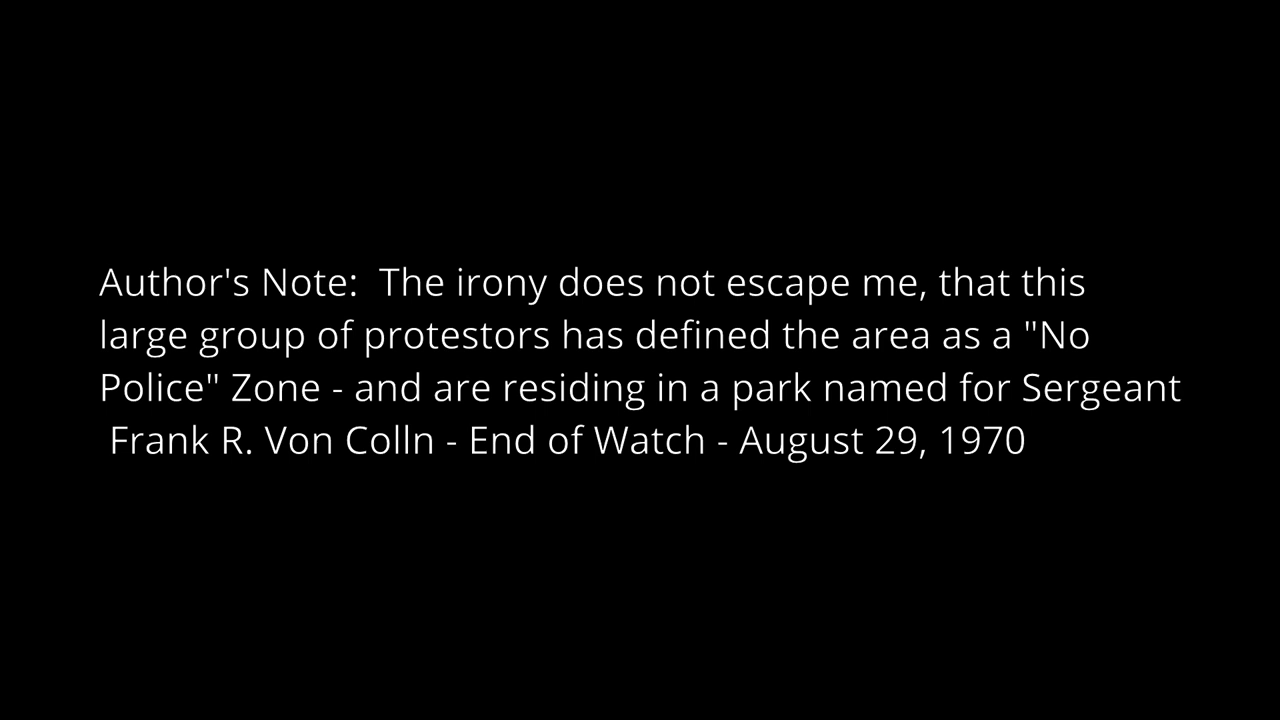 Author's Note:  The irony does not escape me, that this
large group of protestors has defined the area as a "No
Police" Zone - and are residing in a park named for Sergeant
Frank R. Von Colln - End of Watch - August 29, 1970